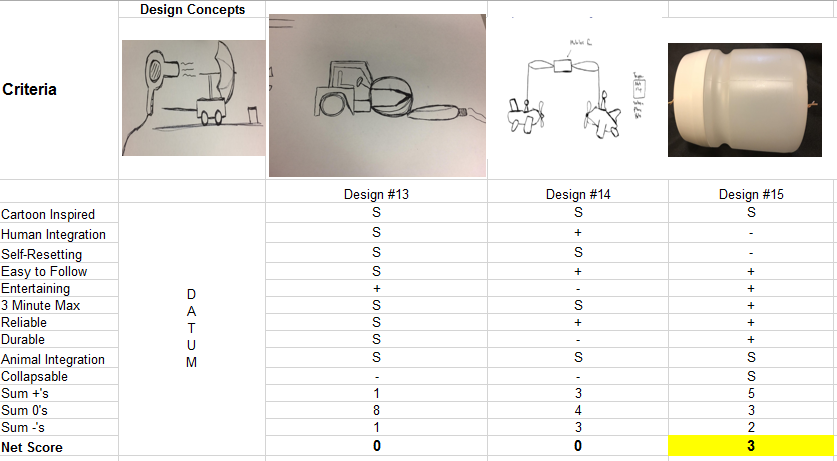 Design Concepts
Criteria
Design #13 Design #14 Design #15
Cartoon Inspired S S S
Human Integration S + -
Self-Resetting S S -
Easy to Follow S + +
Entertaining + - +
3 Minute Max S S +
Reliable S + +
Durable S - +
Animal Integration S S S
Collapsable - - S
DATUM
Sum +'s 1 3 5
Sum 0's 8 4 3
Sum -'s 1 3 2
Net Score 0 0 3